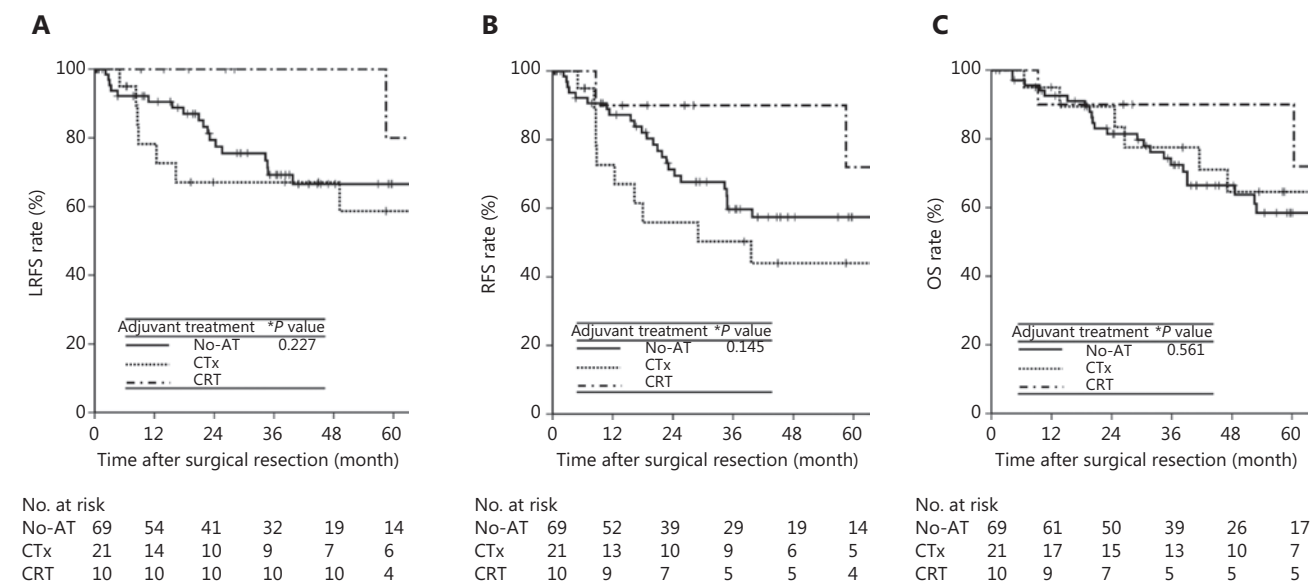 A
100
80
60
40
20
0
LRFS rate (%)
Adjuvant treatment *P value
No-AT 0.227
CTx
CRT
0 12 24 36 48 60
Time after surgical resection (month)
No. at risk
No-AT 69 54 41 32 19 14
CTx 21 14 10 9 7 6
CRT 10 10 10 10 10 4
B
100
80
60
40
20
0
RFS rate (%)
Adjuvant treatment *P value
No-AT 0.145
CTx
CRT
0 12 24 36 48 60
Time after surgical resection (month)
No. at risk
No-AT 69 52 39 29 19 14
CTx 21 13 10 9 6 5
CRT 10 9 7 5 5 4
C
100
80
60
40
20
0
OS rate (%)
Adjuvant treatment *P value
No-AT 0.561
CTx
CRT
0 12 24 36 48 60
Time after surgical resection (month)
No. at risk
No-AT 69 61 50 39 26 17
CTx 21 17 15 13 10 7
CRT 10 9 7 5 5 5